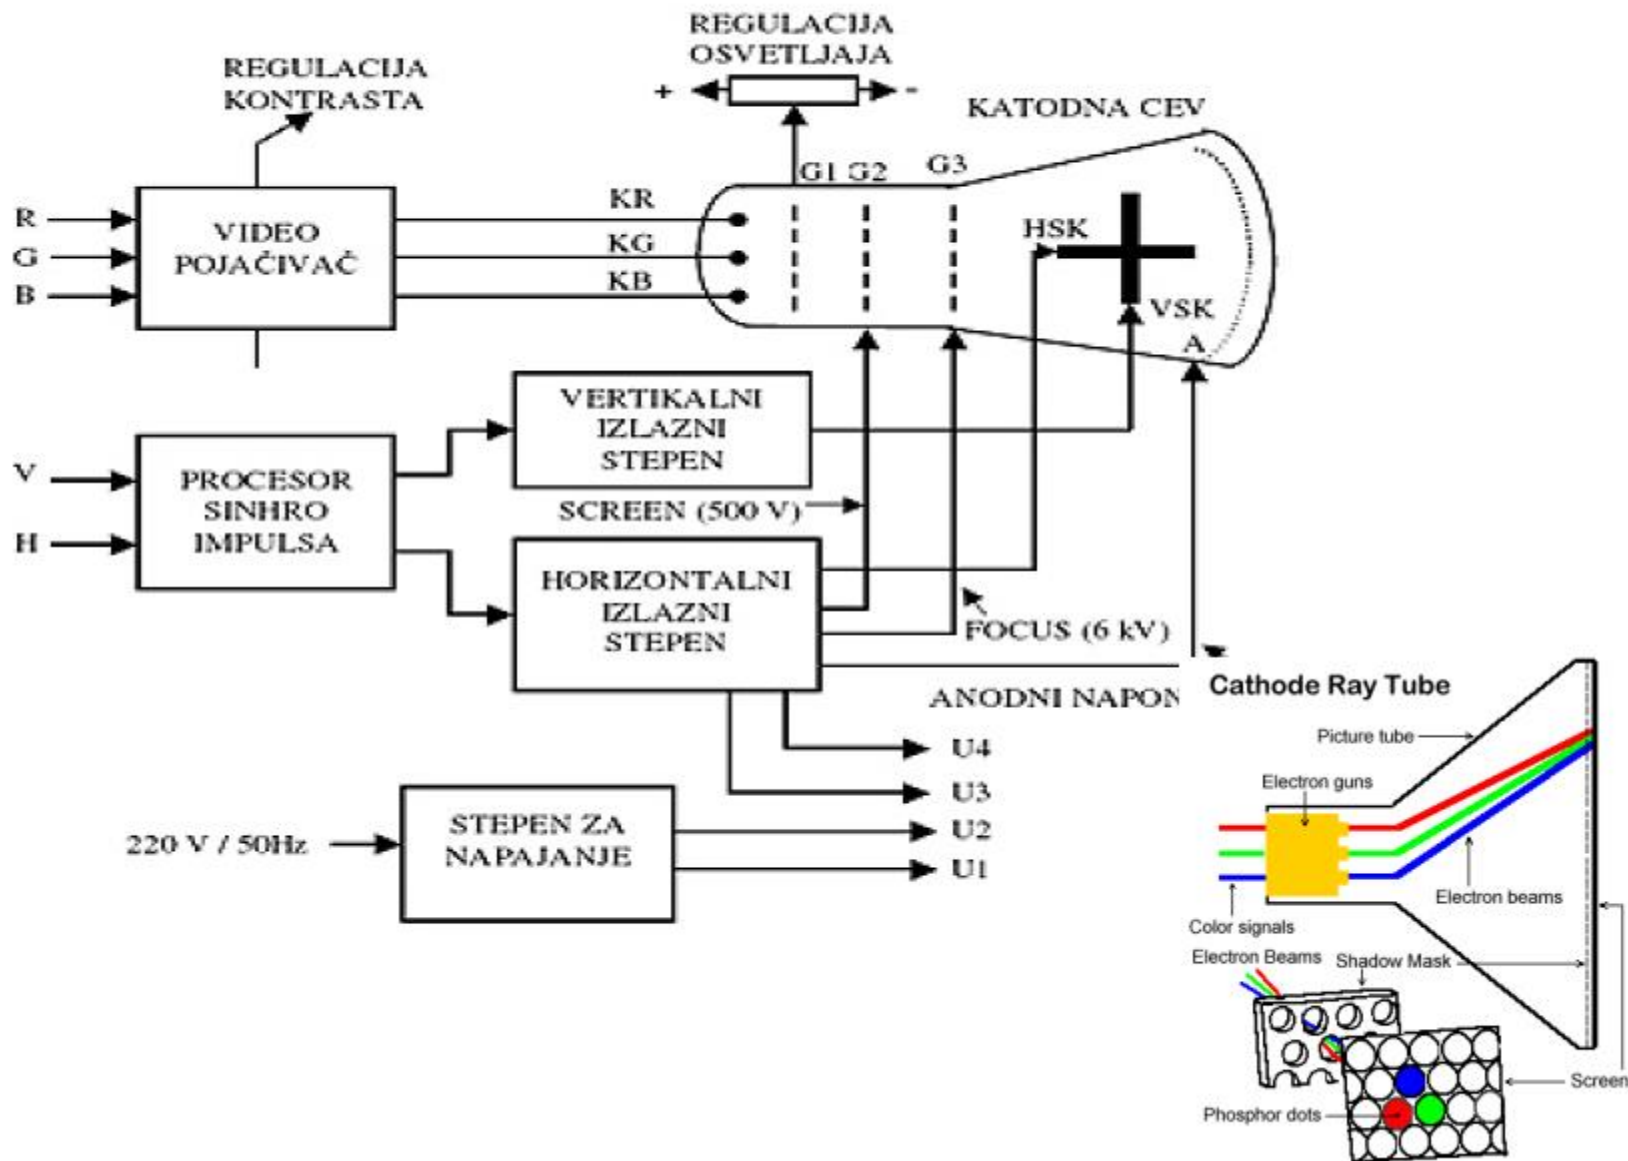 REGULACIJA
OSVETLJAJA
+
-
REGULACIJA
KONTRASTA
KATODNA CEV
R
G
B
VIDEO
POJAČIVAČ
KR
KG
KB
G1
G2
G3
HSK
VSK
A
V
H
PROCESOR
SINHRO
IMPULSA
VERTIKALNI
IZLAZNI
STEPEN
SCREEN (500 V)
HORIZONTALNI
IZLAZNI
STEPEN
FOCUS (6 kV)
ANODNI NAPON
U4
U3
U2
U1
220 V / 50Hz
STEPEN ZA
NAPAJANJE
Cathode Ray Tube
Picture tube
Electron guns
Electron beams
Color signals
Electron Beams
Shadow Mask
Screen
Phosphor dots